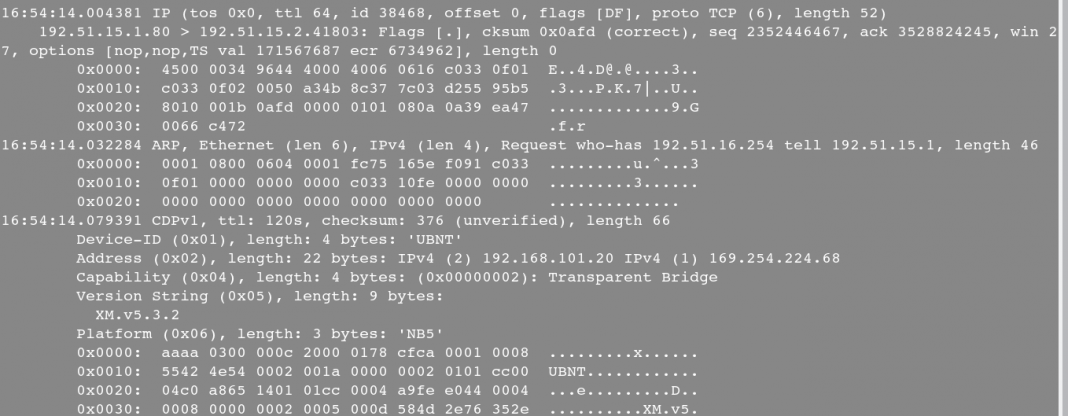 16:54:14.004381 IP (tos 0x0, ttl 64, id 38468, offset 0, flags [DF], proto TCP (6), length 52)
192.51.15.1.80 > 192.51.15.2.41803: Flags [.], cksum 0x0afd (correct), seq 2352446467, ack 3528824245, win 2
7, options [nop,nop,TS val 171567687 ecr 6734962], length 0
0x0000: 4500 0034 9644 4000 4006 0616 c033 0f01 E..4.D@.@....3..
0x0010: c033 0f02 0050 a34b 8c37 7c03 d255 95b5 .3...P.K.7|..U..
0x0020: 8010 001b 0afd 0000 0101 080a 0a39 ea47 .............9.G
0x0030: 0066 c472 .f.r
16:54:14.032284 ARP, Ethernet (len 6), IPv4 (len 4), Request who-has 192.51.16.254 tell 192.51.15.1, length 46
0x0000: 0001 0800 0604 0001 fc75 165e f091 c033 .........u.^...3
0x0010: 0f01 0000 0000 0000 c033 10fe 0000 0000 .........3......
0x0020: 0000 0000 0000 0000 0000 0000 0000 ..............
16:54:14.079391 CDPv1, ttl: 120s, checksum: 376 (unverified), length 66
Device-ID (0x01), length: 4 bytes: 'UBNT'
Address (0x02), length: 22 bytes: IPv4 (2) 192.168.101.20 IPv4 (1) 169.254.224.68
Capability (0x04), length: 4 bytes: (0x00000002): Transparent Bridge
Version String (0x05), length: 9 bytes:
XM.v5.3.2
Platform (0x06), length: 3 bytes: 'NB5'
0x0000: aaaa 0300 000c 2000 0178 cfca 0001 0008 .........x......
0x0010: 5542 4e54 0002 001a 0000 0002 0101 cc00 UBNT............
0x0020: 04c0 a865 1401 01cc 0004 a9fe e044 0004 ...e.........D..
0x0030: 0008 0000 0002 0005 000d 584d 2e76 352e ..........XM.v5.